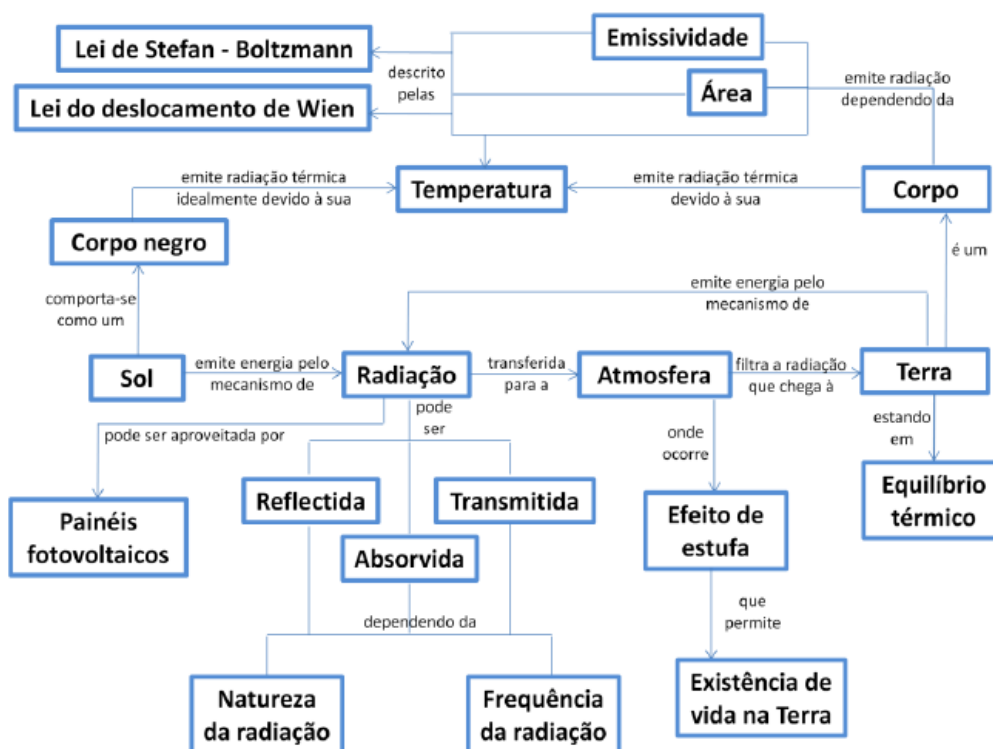 Lei de Stefan - Boltzmann
Emissividade
descrito
pelas
Área
emite radiação
dependendo da
Lei do deslocamento de Wien
emite radiação térmica
idealmente devido à sua
Temperatura
emite radiação térmica
devido à sua
Corpo
Corpo negro
é um
comporta-se
como um
emite energia pelo
mecanismo de
Sol
emite energia pelo
mecanismo de
Radiação
transferida
para a
Atmosfera
filtra a radiação
que chega à
Terra
pode ser aproveitada por
pode
ser
onde
ocorre
estando
em
Reflectida
Transmitida
Painéis
fotovoltaicos
Absorvida
Efeito de
estufa
Equilíbrio
térmico
dependendo da
que
permite
Natureza
da radiação
Frequência
da radiação
Existência de
vida na Terra